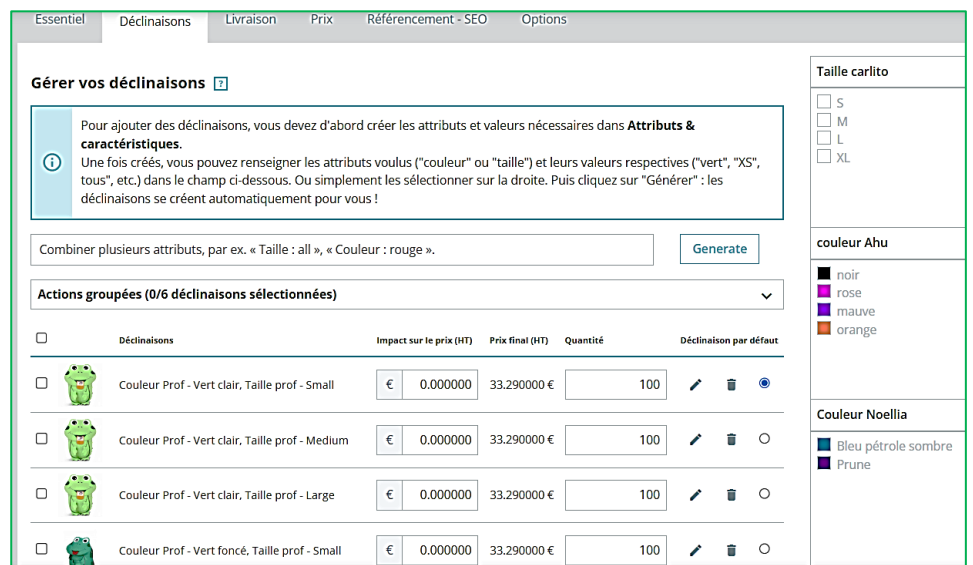 Essentiel Déclinaisons Livraison Prix Référencement - SEO Options
Gérer vos déclinaisons ?
Pour ajouter des déclinaisons, vous devez d'abord créer les attributs et valeurs nécessaires dans Attributs &
caractéristiques.
Une fois créés, vous pouvez renseigner les attributs voulus ("couleur" ou "taille") et leurs valeurs respectives ("vert", "XS",
tous", etc.) dans le champ ci-dessous. Ou simplement les sélectionner sur la droite. Puis cliquez sur "Générer" : les
déclinaisons se créent automatiquement pour vous !
Combiner plusieurs attributs, par ex. « Taille : all », « Couleur : rouge ».
Generate
Actions groupées (0/6 déclinaisons sélectionnées)
Déclinaisons Impact sur le prix (HT) Prix final (HT) Quantité Déclinaison par défaut
Couleur Prof - Vert clair, Taille prof - Small € 0.000000 33.290000 € 100
Couleur Prof - Vert clair, Taille prof - Medium € 0.000000 33.290000 € 100
Couleur Prof - Vert clair, Taille prof - Large € 0.000000 33.290000 € 100
Couleur Prof - Vert foncé, Taille prof - Small € 0.000000 33.290000 € 100
Taille carlito
S
M
L
XL
couleur Ahu
noir
rose
mauve
orange
Couleur Noellia
Bleu pétrole sombre
Prune